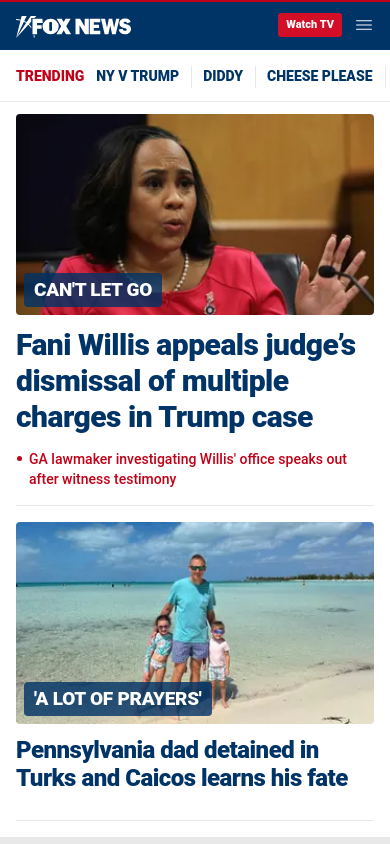 FOX NEWS
Watch TV
TRENDING NY V TRUMP DIDDY CHEESE PLEASE
CAN'T LET GO
Fani Willis appeals judge’s
dismissal of multiple
charges in Trump case
GA lawmaker investigating Willis' office speaks out
after witness testimony
'A LOT OF PRAYERS'
Pennsylvania dad detained in
Turks and Caicos learns his fate